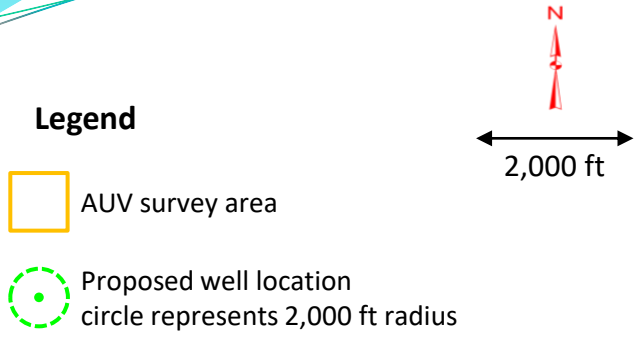 N
Legend
2,000 ft
AUV survey area
Proposed well location
circle represents 2,000 ft radius